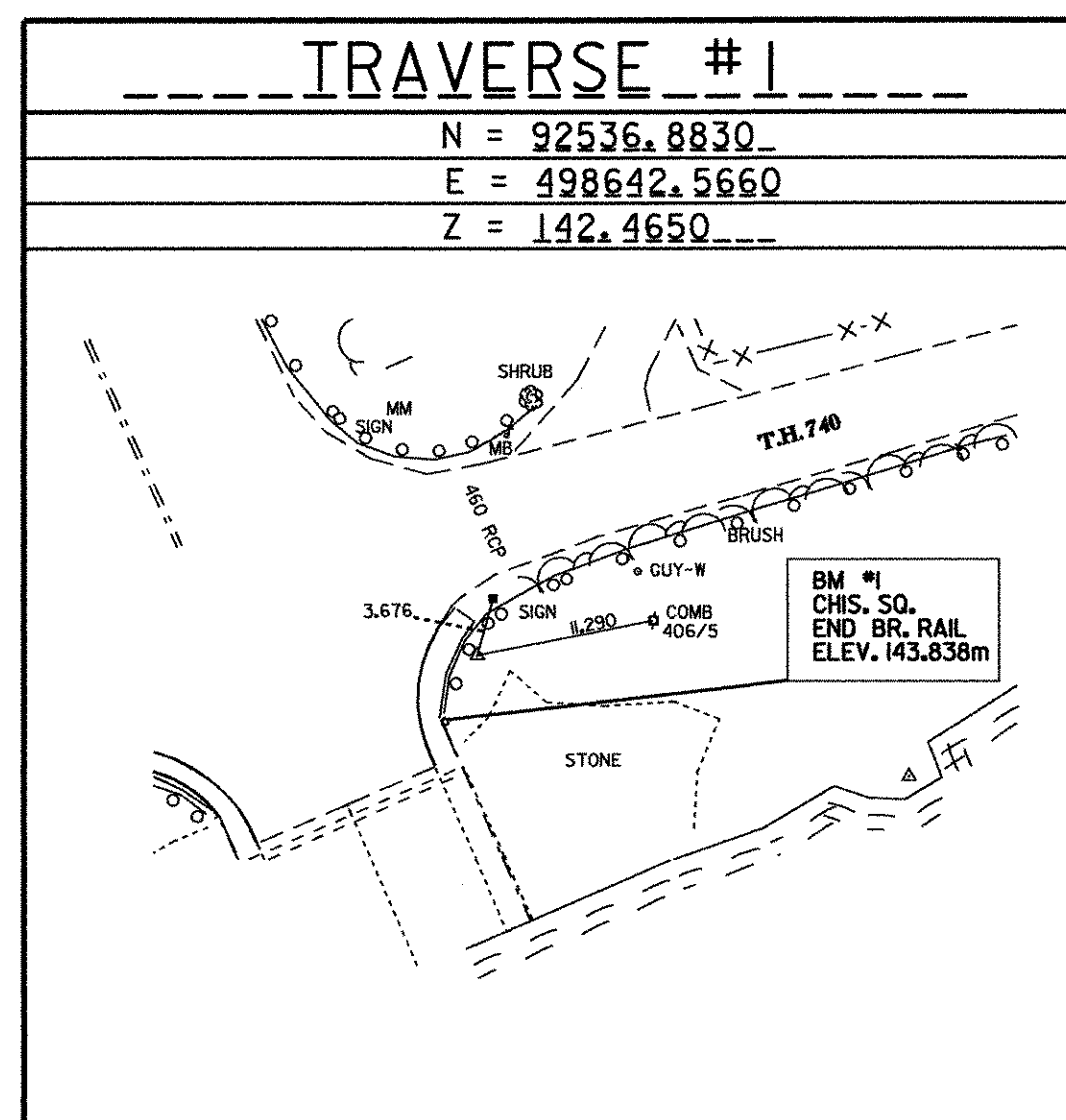 TRAVERSE #1
N = 92536.8830
E = 498642.5660
Z = 142.4650
SHRUB
MM
SIGN
MB
T.H. 740
460 RCP
BRUSH
GUY-W
3.676
SIGN
11.290
COMB
406/5
BM #1
CHIS. SQ.
END BR. RAIL
ELEV. 143.838m
STONE